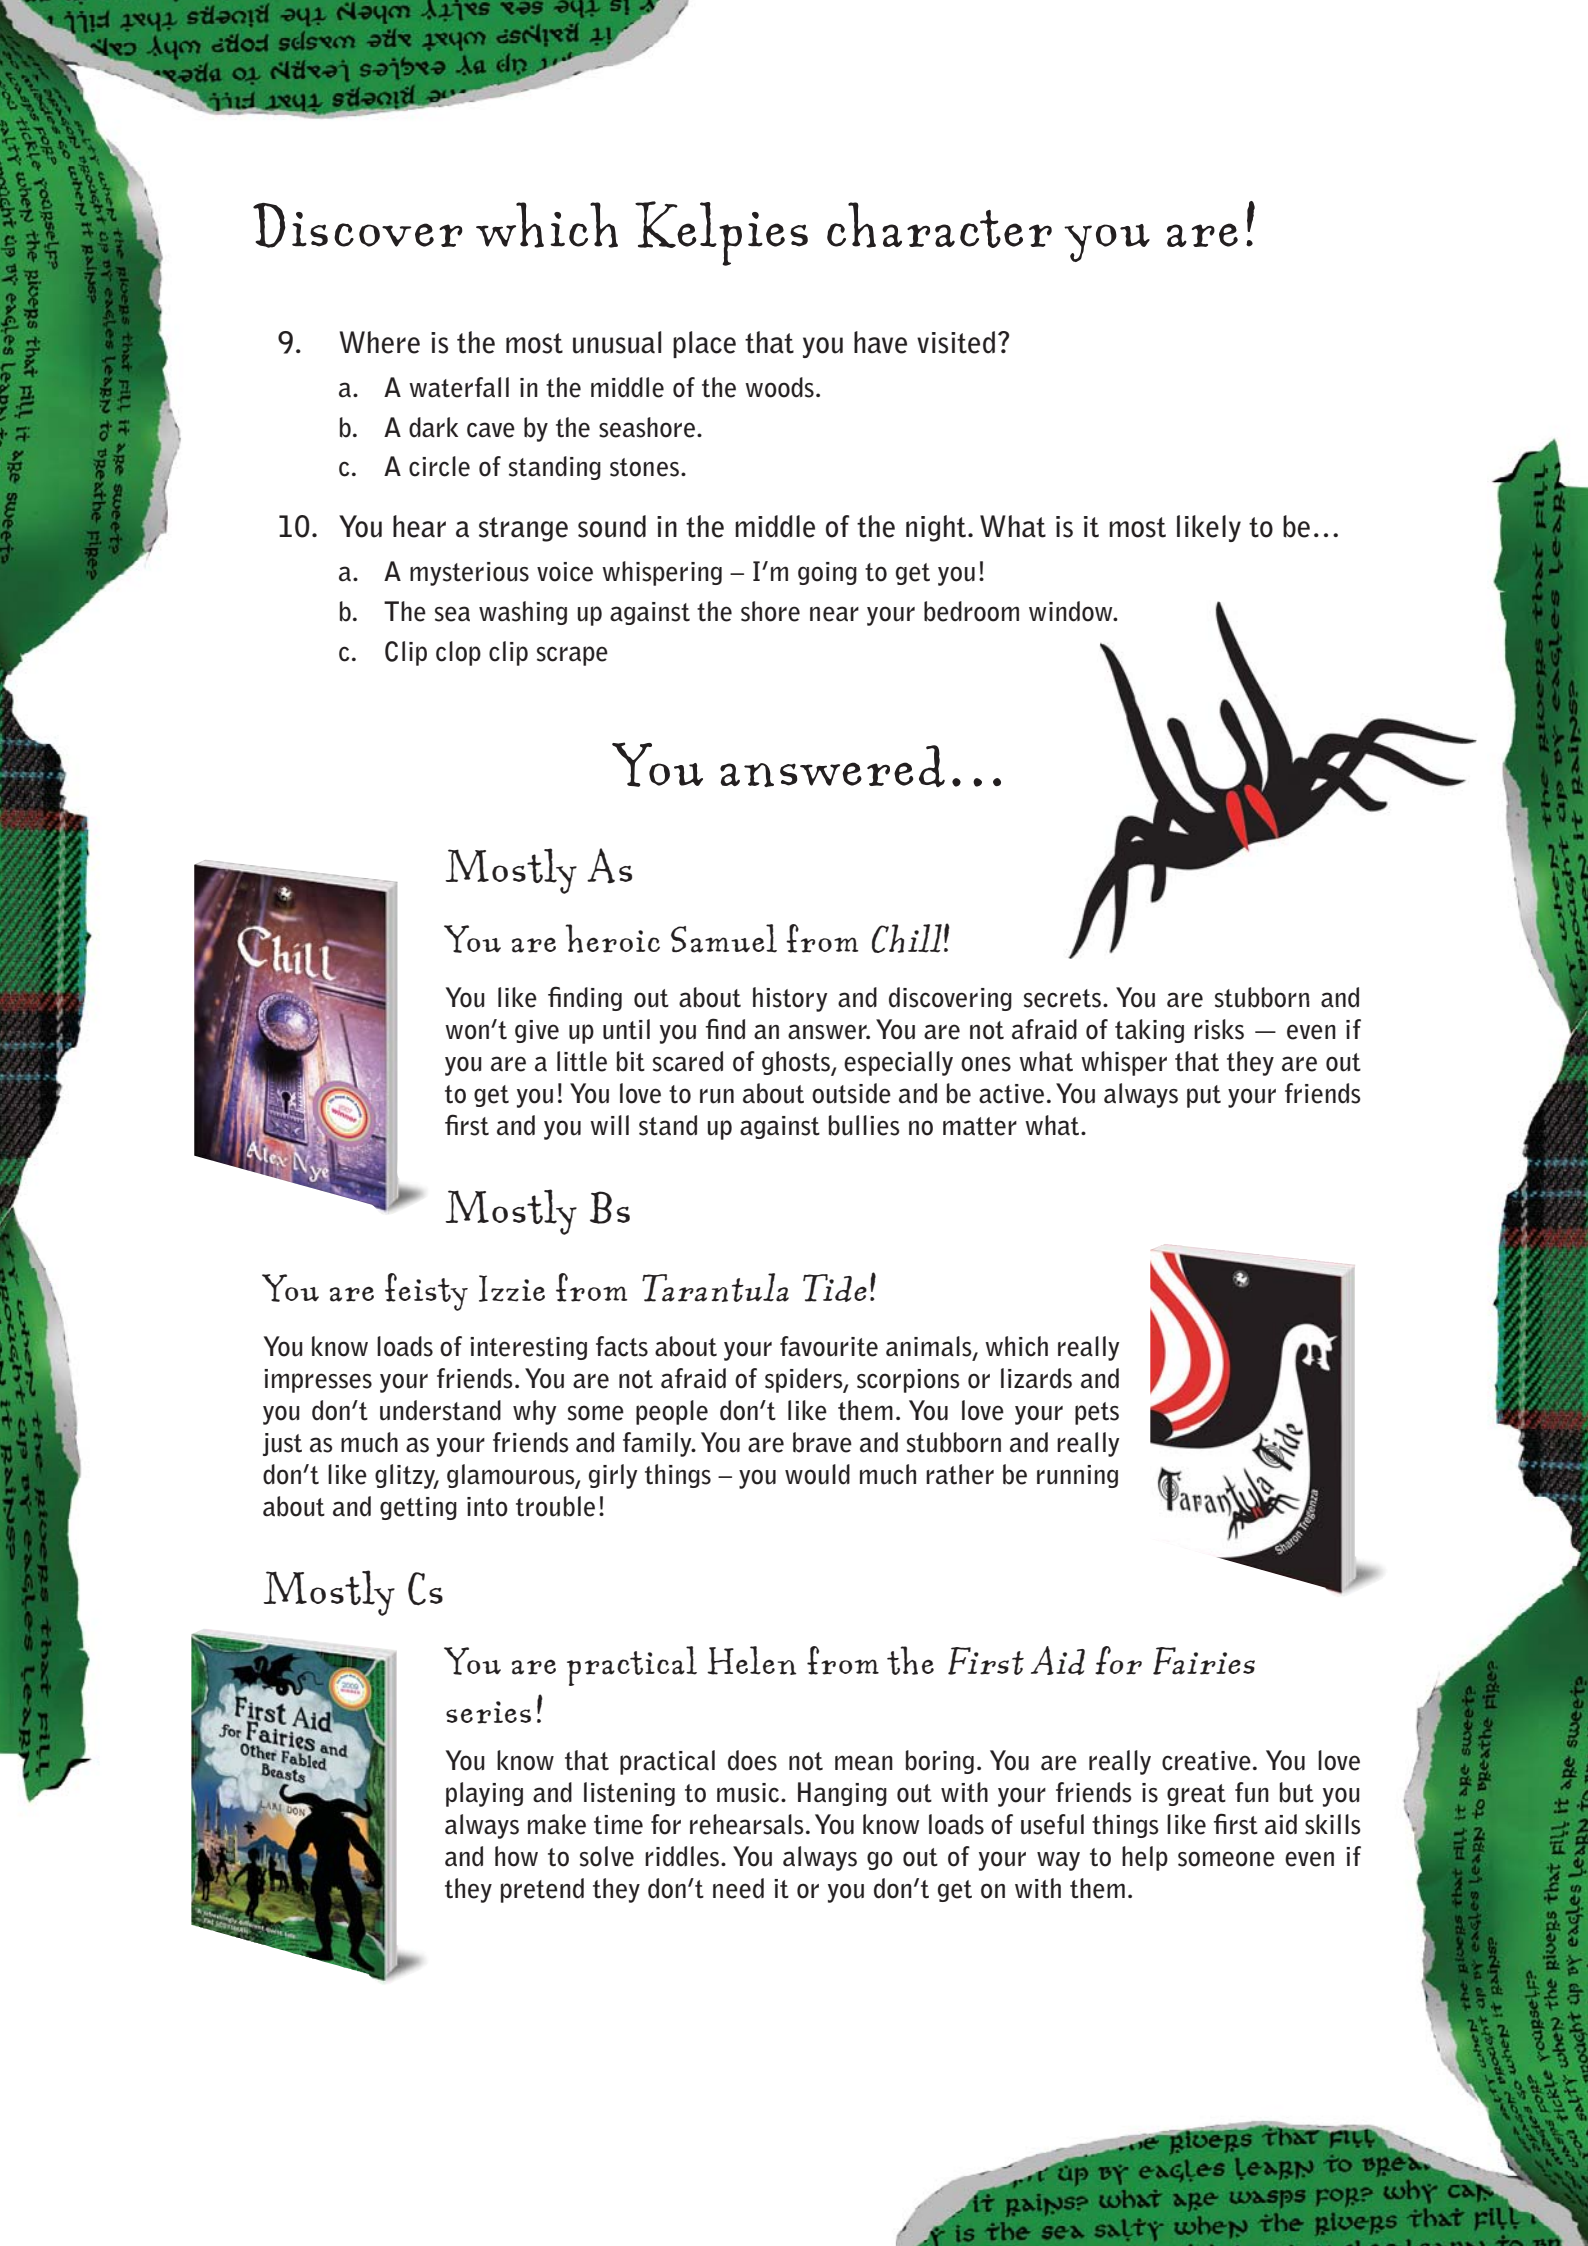 Discover which Kelpies character you are!
9. Where is the most unusual place that you have visited?
a. A waterfall in the middle of the woods.
b. A dark cave by the seashore.
c. A circle of standing stones.
10. You hear a strange sound in the middle of the night. What is it most likely to be…
a. A mysterious voice whispering – I’m going to get you!
b. The sea washing up against the shore near your bedroom window.
c. Clip clop clip scrape
You answered…
Mostly As
You are heroic Samuel from Chill!
You like finding out about history and discovering secrets. You are stubborn and
won’t give up until you find an answer. You are not afraid of taking risks — even if
you are a little bit scared of ghosts, especially ones what whisper that they are out
to get you! You love to run about outside and be active. You always put your friends
first and you will stand up against bullies no matter what.
Chill
winner
Alex Nye
Mostly Bs
You are feisty Izzie from Tarantula Tide!
You know loads of interesting facts about your favourite animals, which really
impresses your friends. You are not afraid of spiders, scorpions or lizards and
you don’t understand why some people don’t like them. You love your pets
just as much as your friends and family. You are brave and stubborn and really
don’t like glitzy, glamourous, girly things – you would much rather be running
about and getting into trouble!
Tarantula Tide
Sharon Tregenza
Mostly Cs
You are practical Helen from the First Aid for Fairies
series!
You know that practical does not mean boring. You are really creative. You love
playing and listening to music. Hanging out with your friends is great fun but you
always make time for rehearsals. You know loads of useful things like first aid skills
and how to solve riddles. You always go out of your way to help someone even if
they pretend they don’t need it or you don’t get on with them.
First Aid
for Fairies and
Other Fabled
Beasts
LARI DON
the rivers that fill
up by eagles learn to
it rains? what are wasps for? why can
is the sea salty when the rivers that fill